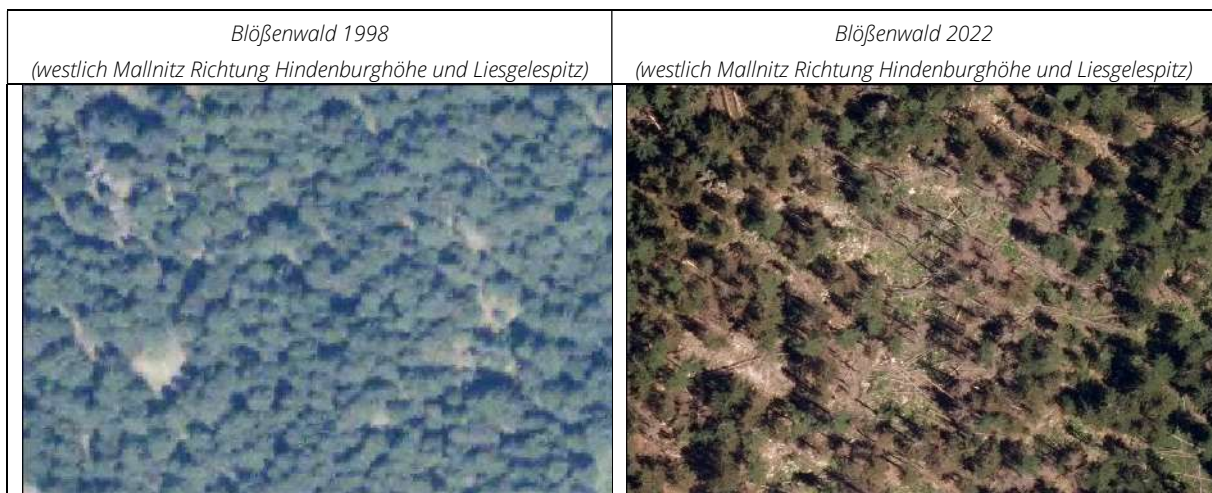 Blößenwald 1998
(westlich Mallnitz Richtung Hindenburghöhe und Liesgelespitz)
Blößenwald 2022
(westlich Mallnitz Richtung Hindenburghöhe und Liesgelespitz)